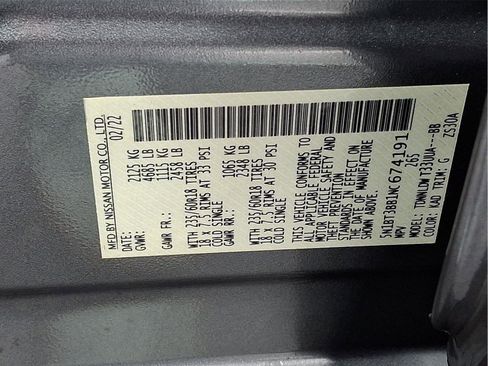 MFD BY NISSAN MOTOR CO., LTD.
DATE: 02/22
GVWR: 2125 KG
4685 LB
GAWR FR: 1115 KG
2458 LB
WITH 235/60R18 TIRES
18 x 7.5 RIMS AT 33 PSI
COLD SINGLE
GAWR RR: 1065 KG
2348 LB
WITH 235/60R18 TIRES
18 x 7.5 RIMS AT 30 PSI
COLD SINGLE
THIS VEHICLE CONFORMS TO
ALL APPLICABLE FEDERAL
MOTOR VEHICLE SAFETY AND
THEFT PREVENTION
STANDARDS IN EFFECT ON
THE DATE OF MANUFACTURE
SHOWN ABOVE.
5N1BT3BB1NC674191
MPV 265
MODEL:
COLOR: KAD TRIM: G
ZS30A